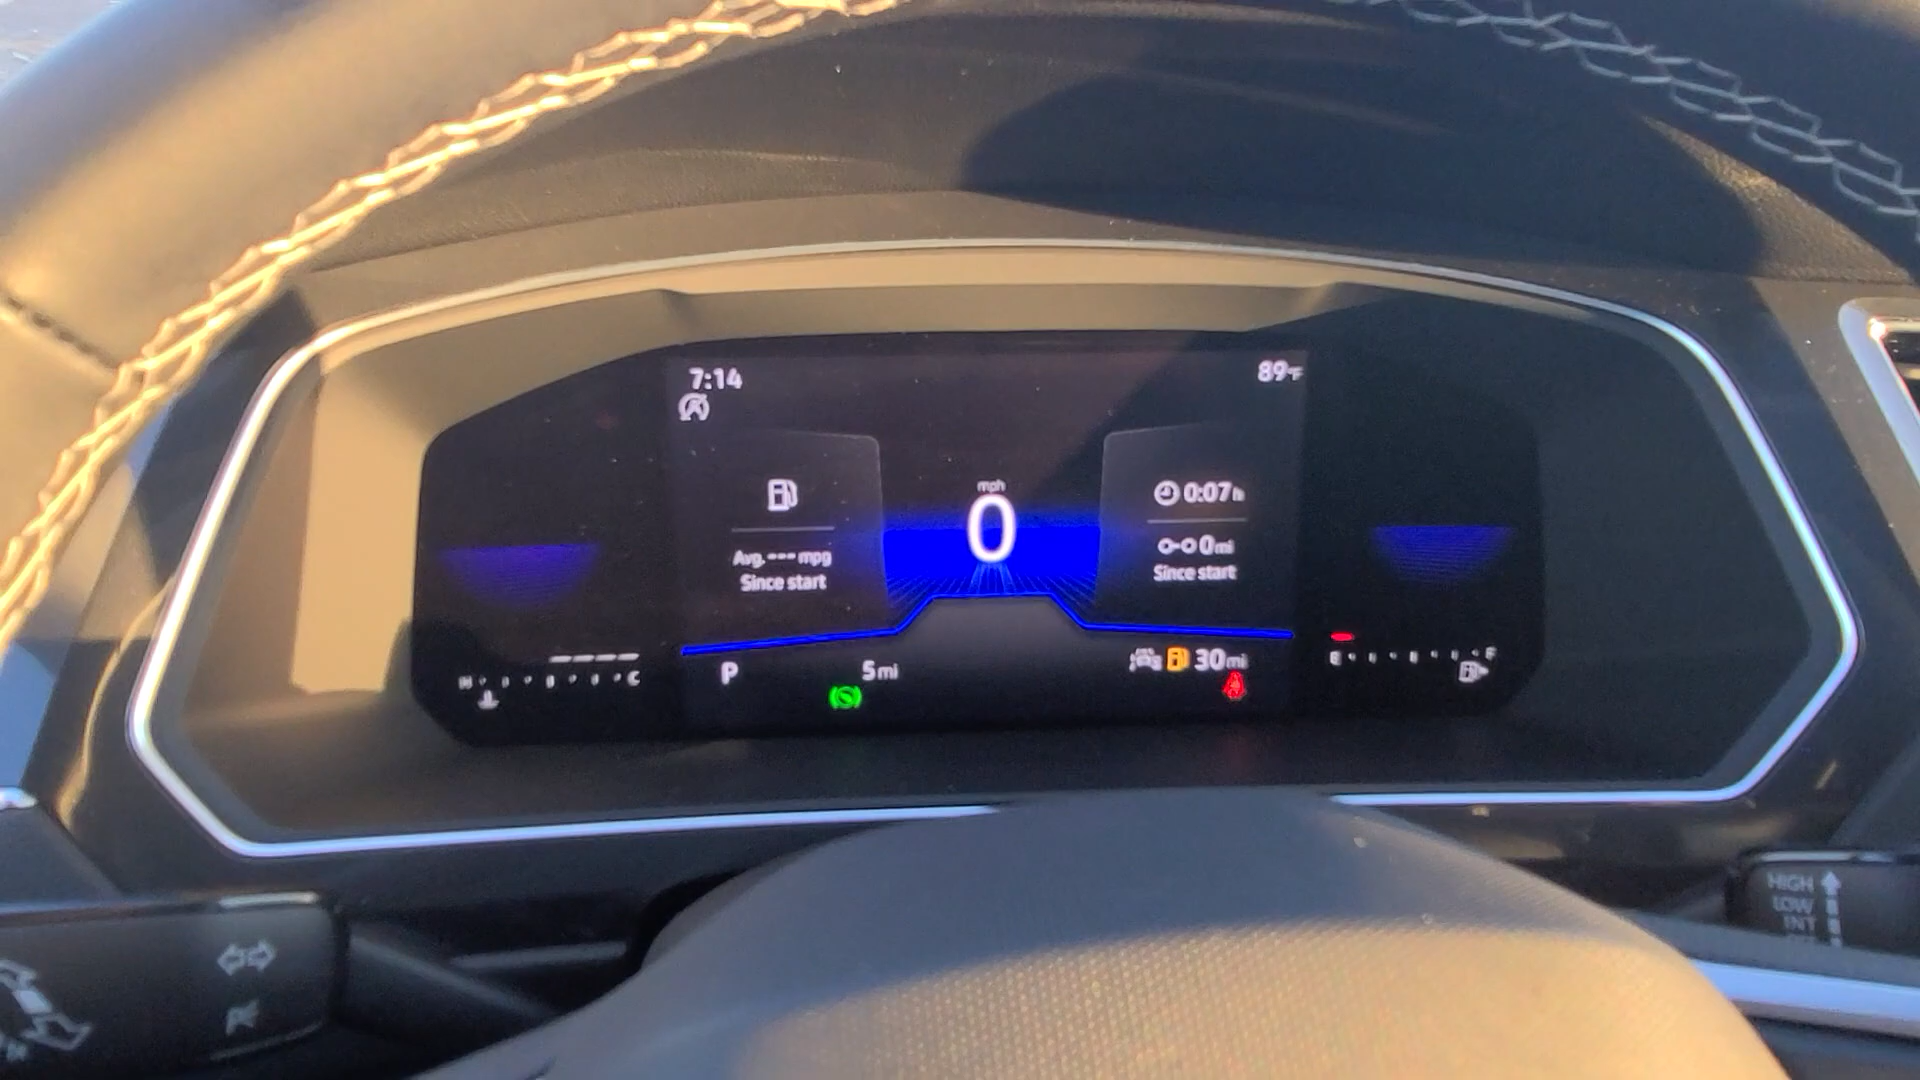 7:14
89°F
mph
0
Avg. --- mpg
Since start
0:07h
0mi
Since start
H
C
P
5mi
30mi
E
F
HIGH
LOW
INT